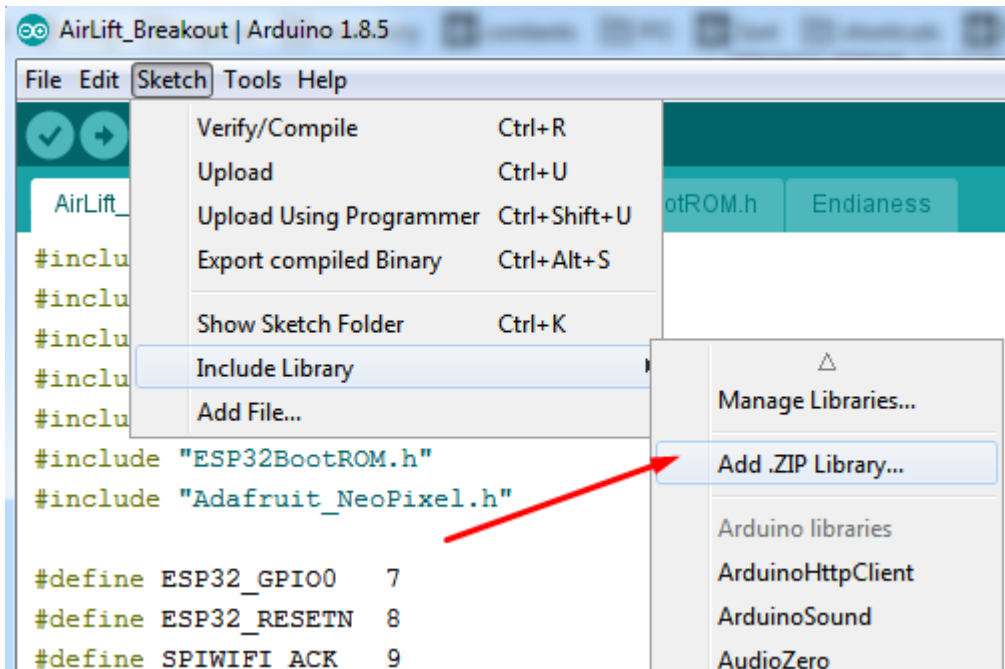 AirLift_Breakout | Arduino 1.8.5
File Edit Sketch Tools Help
Verify/Compile Ctrl+R
Upload Ctrl+U
Upload Using Programmer Ctrl+Shift+U
Export compiled Binary Ctrl+Alt+S
Show Sketch Folder Ctrl+K
Include Library
Add File...
AirLift_ otROM.h Endianess
#inclu
#inclu
#inclu
#inclu
#inclu
#include "ESP32BootROM.h"
#include "Adafruit_NeoPixel.h"
#define ESP32_GPIO0 7
#define ESP32_RESETN 8
#define SPIWIFI_ACK 9
Manage Libraries...
Add .ZIP Library...
Arduino libraries
ArduinoHttpClient
ArduinoSound
AudioZero